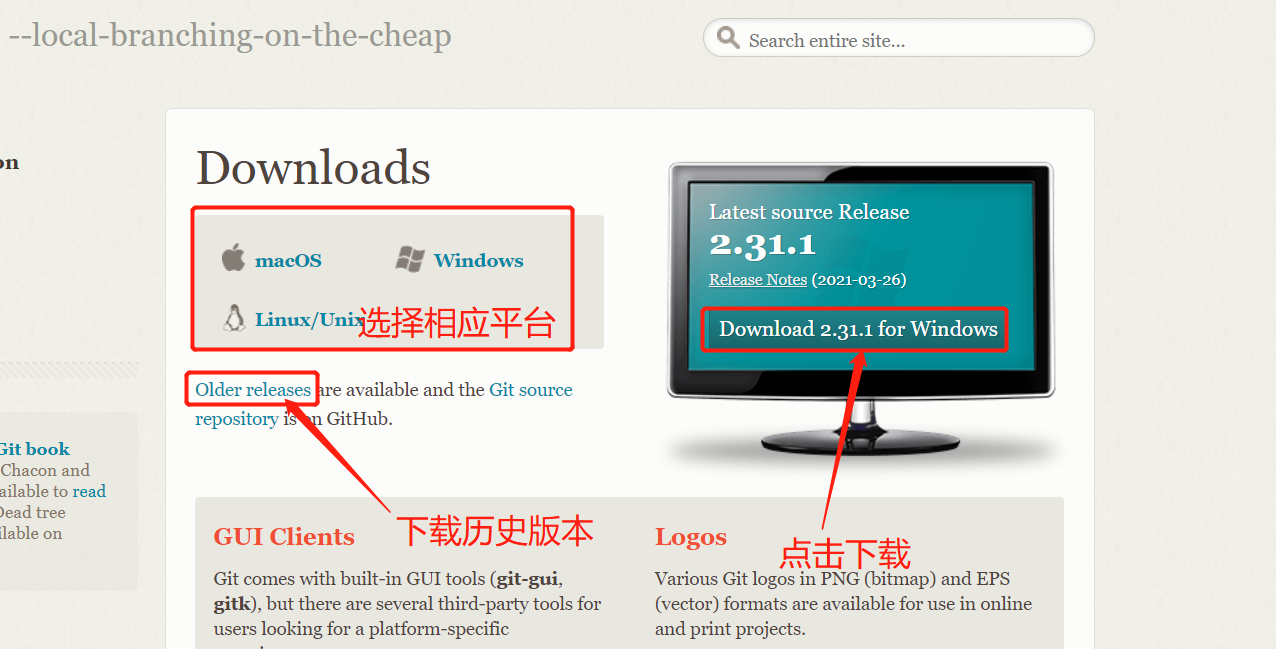 --local-branching-on-the-cheap
Search entire site...
on
Downloads
macOS
Windows
Linux/Unix
选择相应平台
Older releases are available and the Git source
repository is on GitHub.
下载历史版本
Latest source Release
2.31.1
Release Notes (2021-03-26)
Download 2.31.1 for Windows
点击下载
Git book
Chacon and
ailable to read
Dead tree
ilable on
GUI Clients
Git comes with built-in GUI tools (git-gui,
gitk), but there are several third-party tools for
users looking for a platform-specific
Logos
Various Git logos in PNG (bitmap) and EPS
(vector) formats are available for use in online
and print projects.